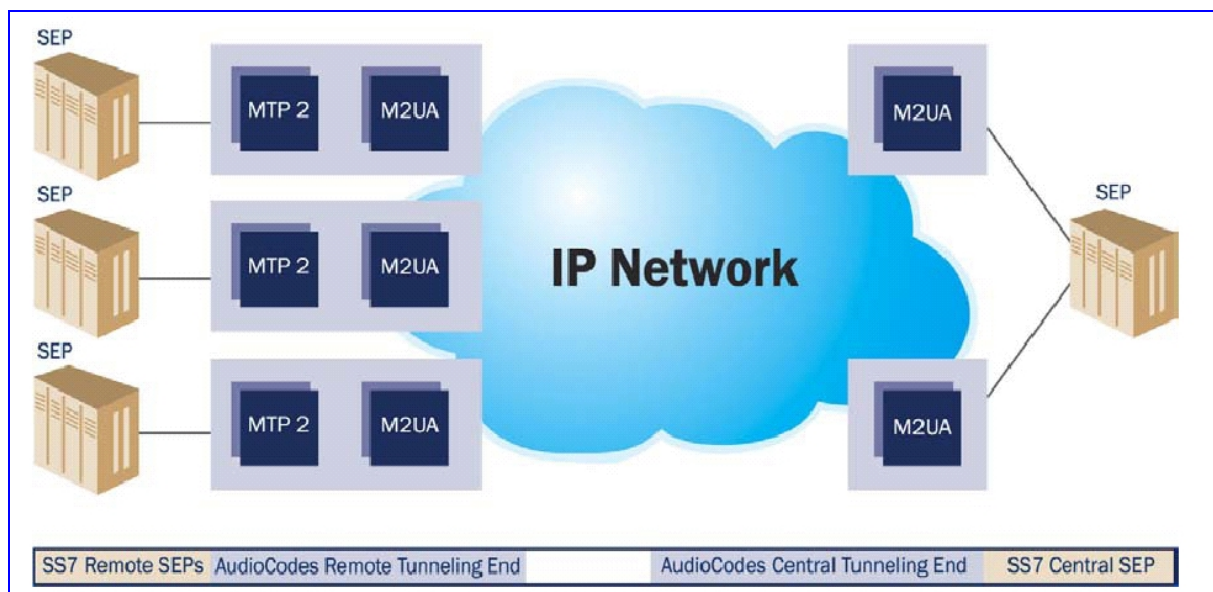 SEP
MTP 2 M2UA
M2UA
SEP
MTP 2 M2UA
IP Network
SEP
SEP
MTP 2 M2UA
M2UA
SS7 Remote SEPs AudioCodes Remote Tunneling End AudioCodes Central Tunneling End SS7 Central SEP